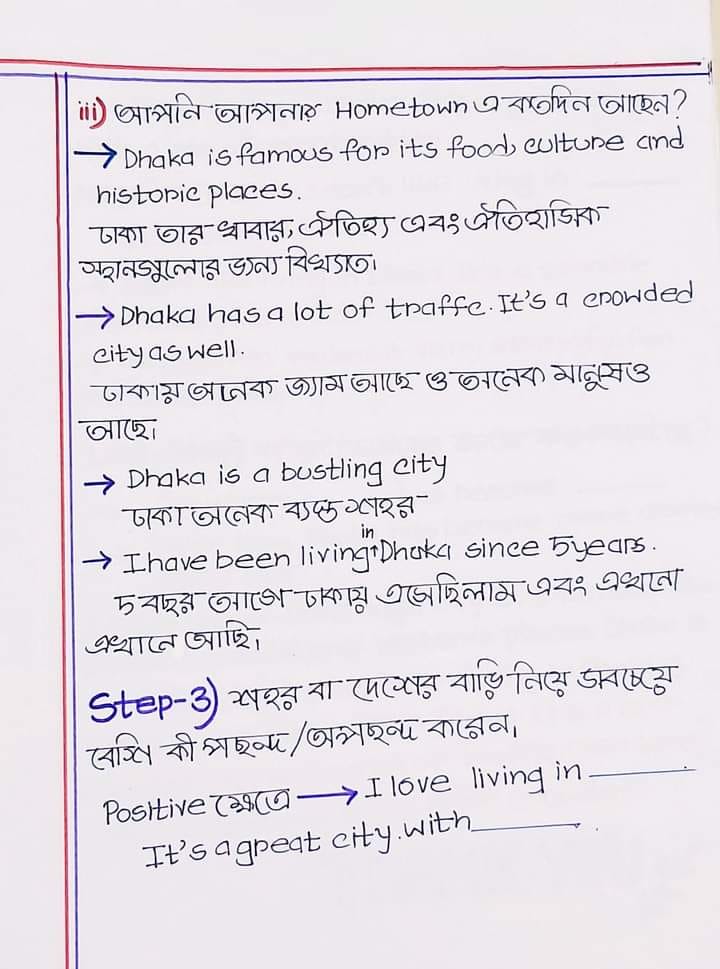 iii) আপনি আপনার Hometown এ কতদিন আছেন?
→ Dhaka is famous for its food, culture and
historic places.
ঢাকা তার খাবার, ঐতিহ্য এবং ঐতিহাসিক
স্থানগুলোর জন্য বিখ্যাত।
→ Dhaka has a lot of traffc. It's a crowded
city as well.
ঢাকায় অনেক জ্যাম আছে ও অনেক মানুষও
আছে।
→ Dhaka is a bustling city
ঢাকা অনেক ব্যস্ত শহর
→ I have been living in Dhaka since 5 years.
৫ বছর আগে ঢাকায় এসেছিলাম এবং এখনো
এখানে আছি।
Step-3) শহর বা দেশের বাড়ি নিয়ে সবচেয়ে
বেশি কী পছন্দ/অপছন্দ করেন।
Positive ক্ষেত্রে → I love living in ______
It's a great city. with ______.